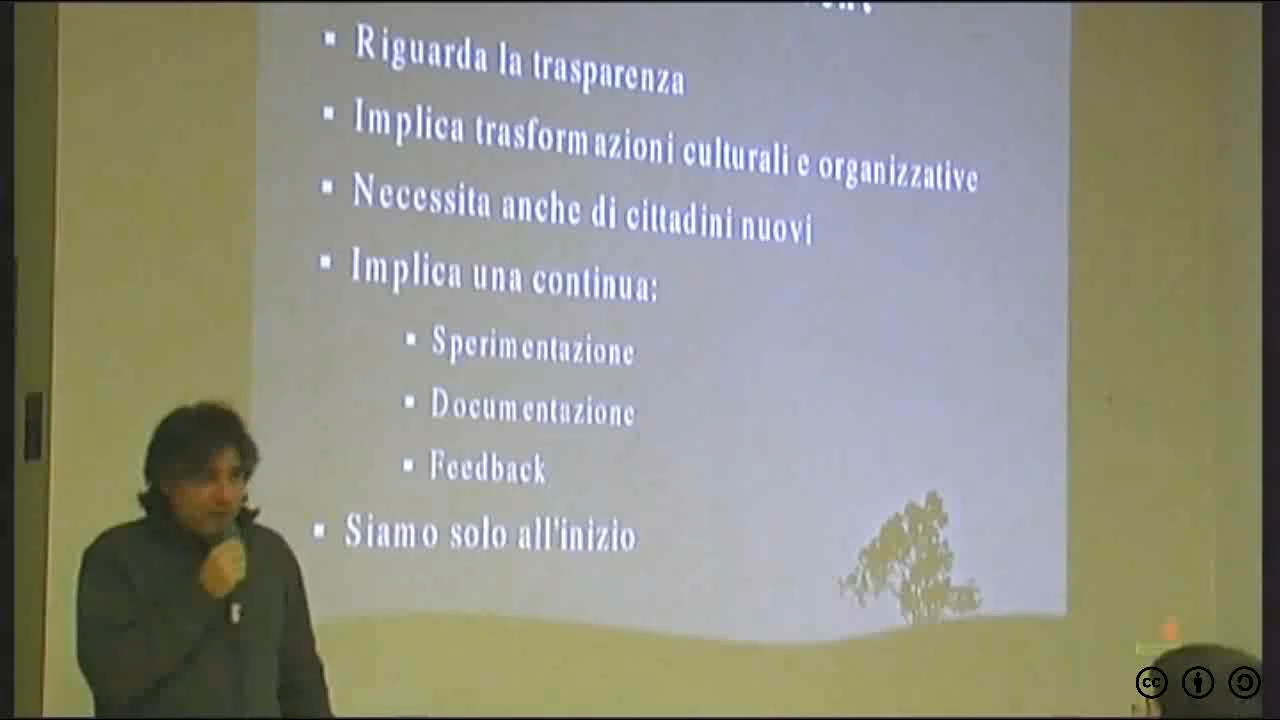 Riguarda la trasparenza
Implica trasformazioni culturali e organizzative
Necessita anche di cittadini nuovi
Implica una continua:
Sperimentazione
Documentazione
Feedback
Siamo solo all'inizio
cc